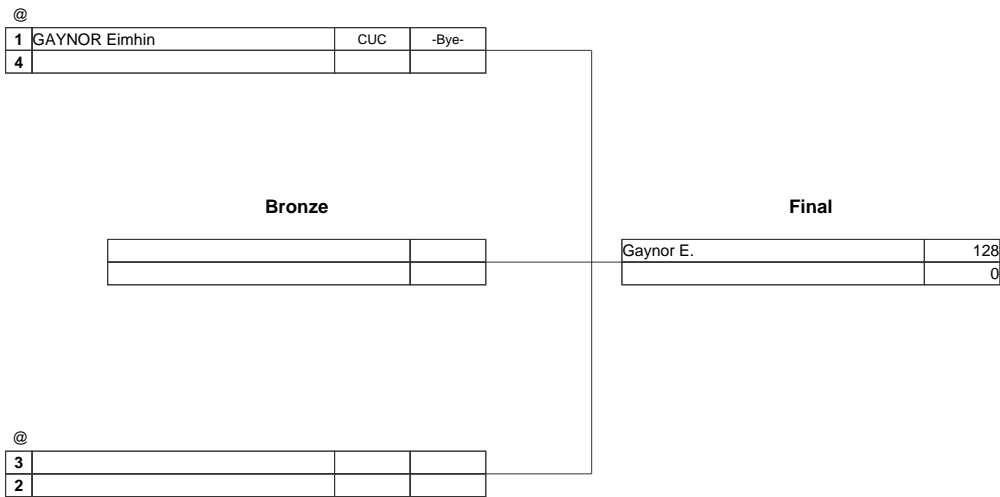 @
1 GAYNOR Eimhin CUC -Bye-
4
Bronze Final
Gaynor E. 128
0
@
3
2